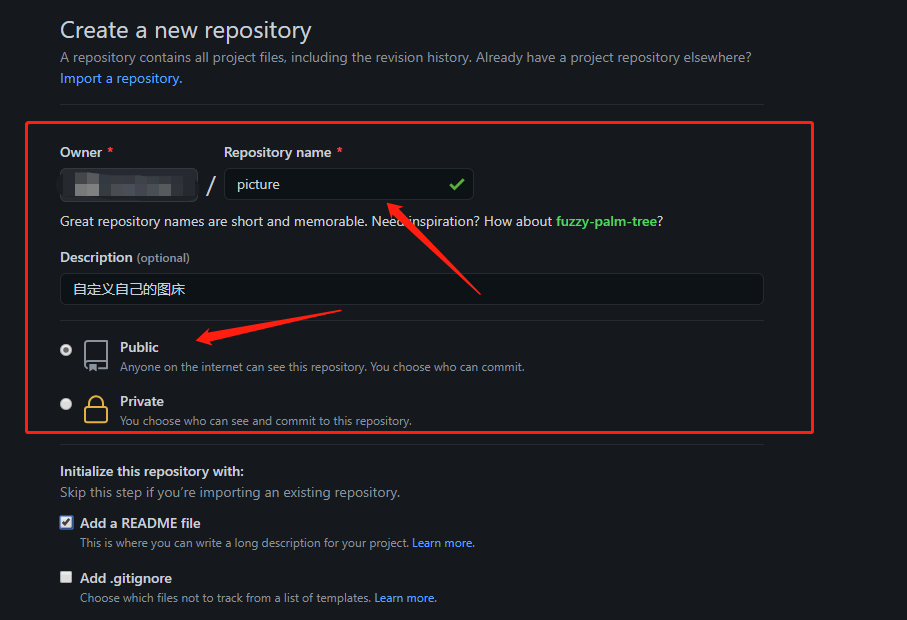 Create a new repository
A repository contains all project files, including the revision history. Already have a project repository elsewhere?
Import a repository.
Owner * Repository name *
/ picture
Great repository names are short and memorable. Need inspiration? How about fuzzy-palm-tree?
Description (optional)
自定义自己的图床
Public
Anyone on the internet can see this repository. You choose who can commit.
Private
You choose who can see and commit to this repository.
Initialize this repository with:
Skip this step if you're importing an existing repository.
Add a README file
This is where you can write a long description for your project. Learn more.
Add .gitignore
Choose which files not to track from a list of templates. Learn more.